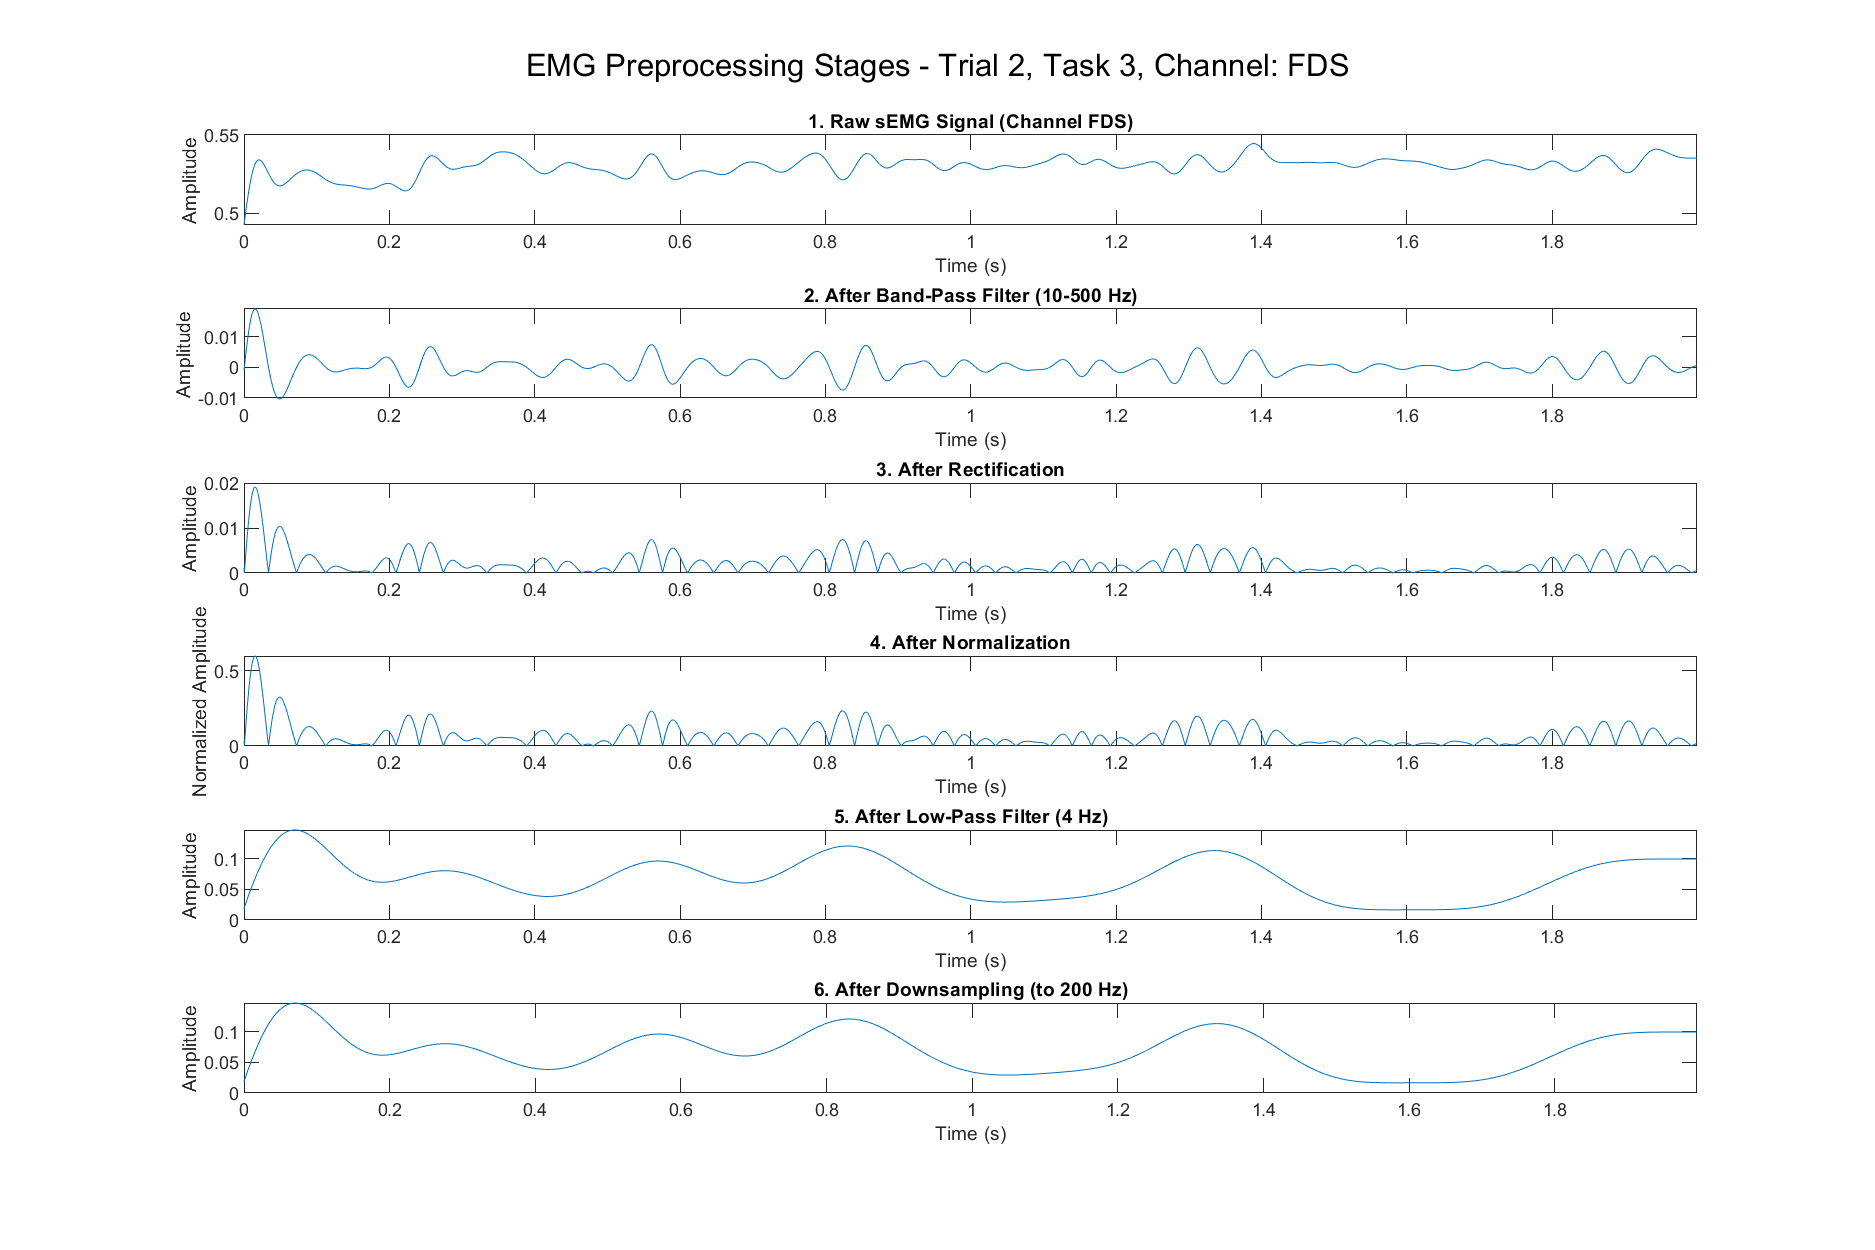 EMG Preprocessing Stages - Trial 2, Task 3, Channel: FDS
1. Raw sEMG Signal (Channel FDS)
Amplitude
0.55
0.5
0 0.2 0.4 0.6 0.8 1 1.2 1.4 1.6 1.8
Time (s)
2. After Band-Pass Filter (10-500 Hz)
Amplitude
0.01
0
-0.01
0 0.2 0.4 0.6 0.8 1 1.2 1.4 1.6 1.8
Time (s)
3. After Rectification
Amplitude
0.02
0.01
0
0 0.2 0.4 0.6 0.8 1 1.2 1.4 1.6 1.8
Time (s)
4. After Normalization
Normalized Amplitude
0.5
0
0 0.2 0.4 0.6 0.8 1 1.2 1.4 1.6 1.8
Time (s)
5. After Low-Pass Filter (4 Hz)
Amplitude
0.1
0.05
0
0 0.2 0.4 0.6 0.8 1 1.2 1.4 1.6 1.8
Time (s)
6. After Downsampling (to 200 Hz)
Amplitude
0.1
0.05
0
0 0.2 0.4 0.6 0.8 1 1.2 1.4 1.6 1.8
Time (s)